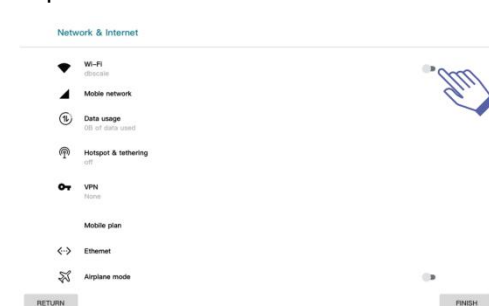 Network & Internet
Wi-Fi
dbscale
Moble network
Data usage
0B of data used
Hotspot & tethering
off
VPN
None
Mobile plan
Ethernet
Airplane mode
RETURN
FINISH